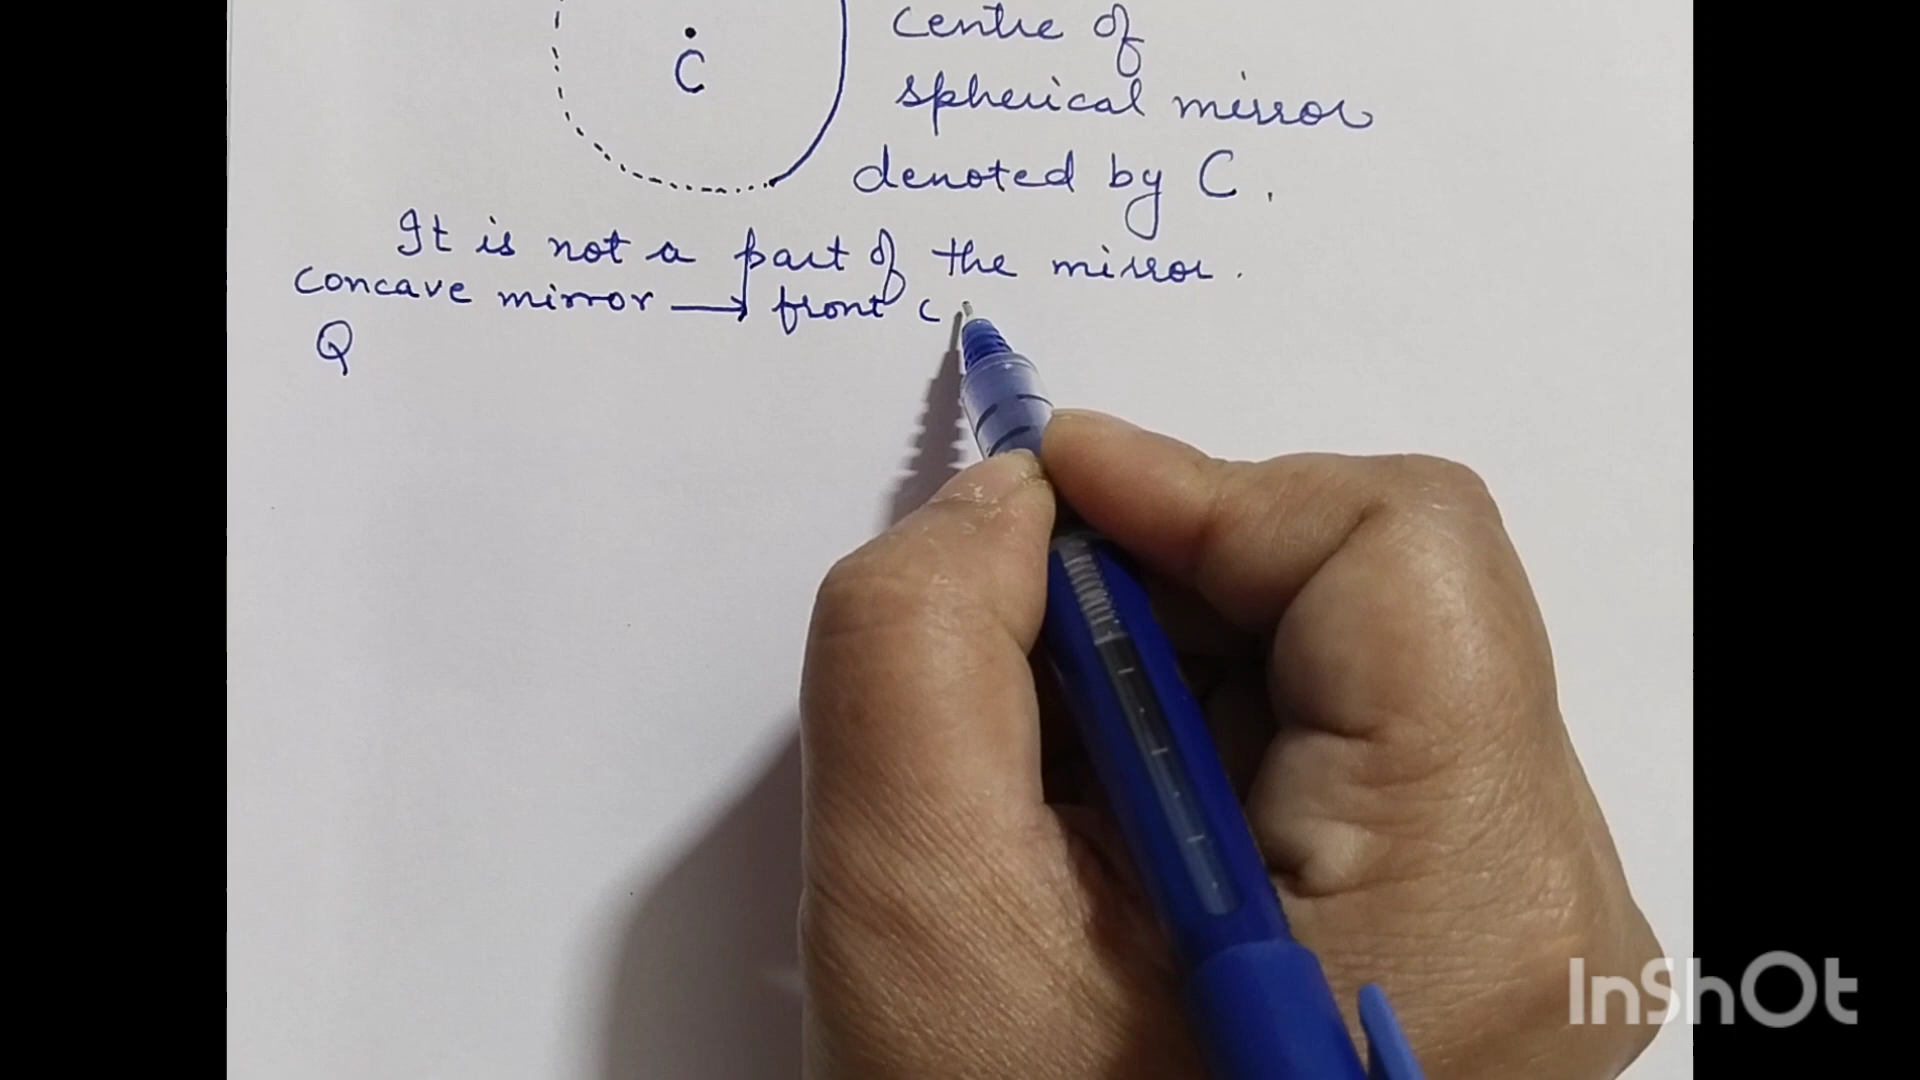 centre of
C
spherical mirror
denoted by C.
It is not a part of the mirror.
concave mirror → front c
Q
InShOt